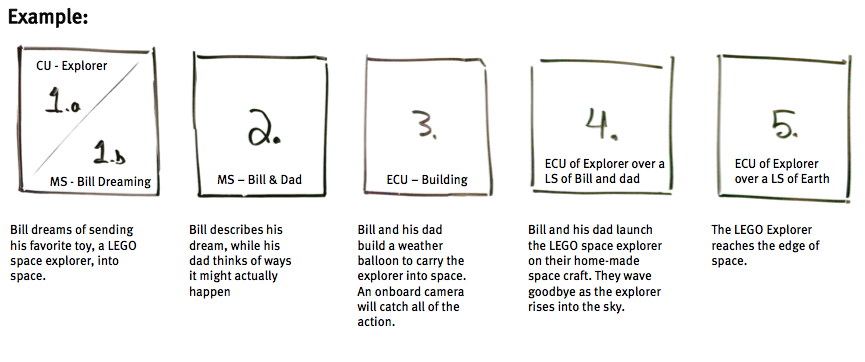 Example:
CU - Explorer
1.a
1.b
MS - Bill Dreaming
2.
MS – Bill & Dad
3.
ECU – Building
4.
ECU of Explorer over a
LS of Bill and dad
5.
ECU of Explorer
over a LS of Earth
Bill dreams of sending
his favorite toy, a LEGO
space explorer, into
space.
Bill describes his
dream, while his
dad thinks of ways
it might actually
happen
Bill and his dad
build a weather
balloon to carry the
explorer into space.
An onboard camera
will catch all of the
action.
Bill and his dad launch
the LEGO space explorer
on their home-made
space craft. They wave
goodbye as the explorer
rises into the sky.
The LEGO Explorer
reaches the edge of
space.